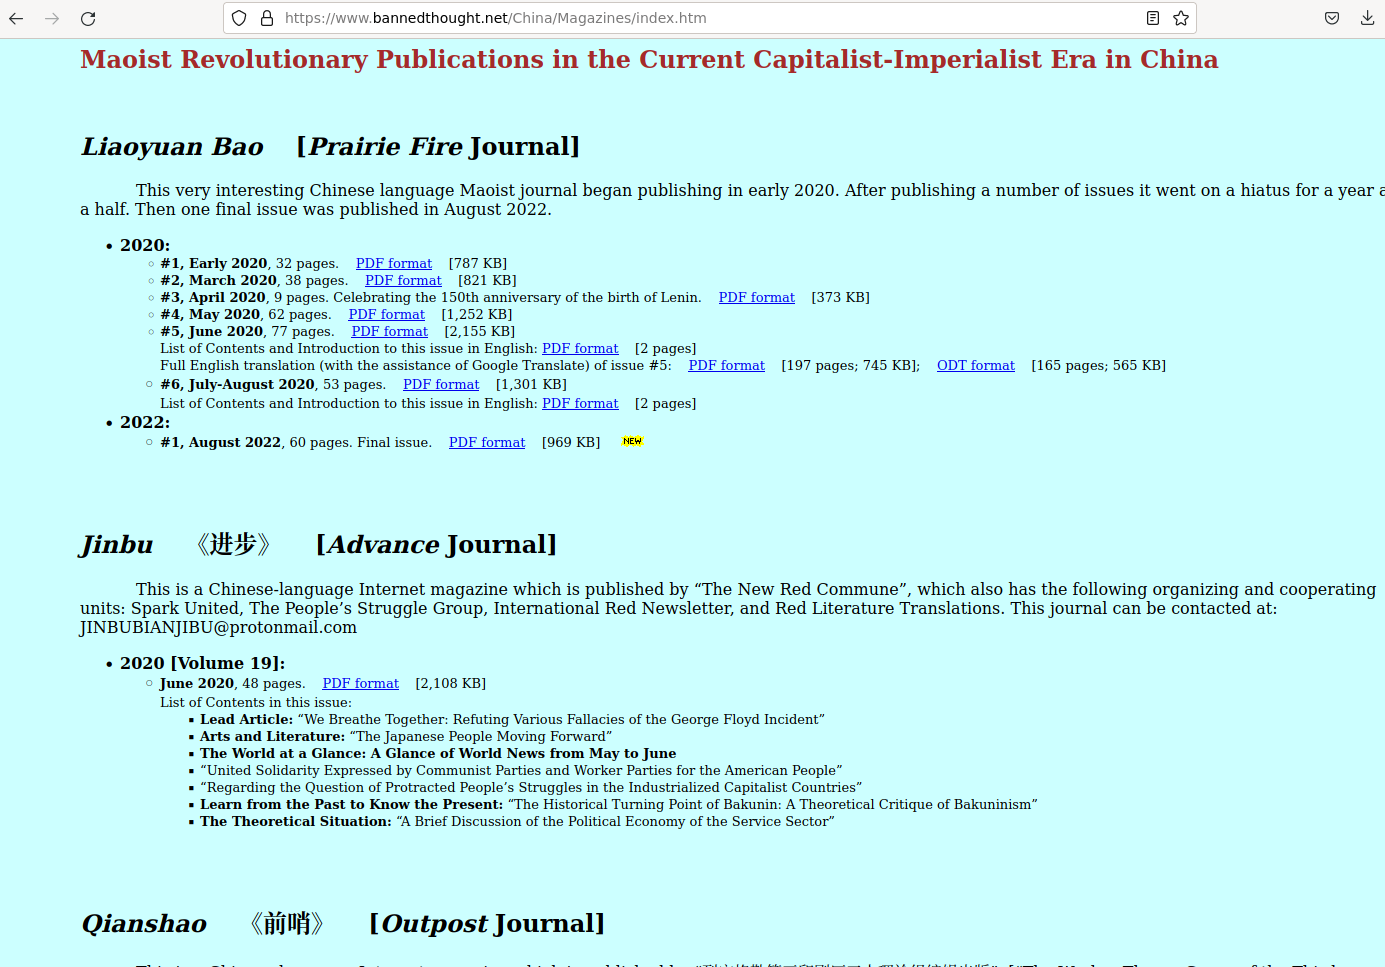 https://www.bannedthought.net/China/Magazines/index.htm
Maoist Revolutionary Publications in the Current Capitalist-Imperialist Era in China
Liaoyuan Bao [Prairie Fire Journal]
This very interesting Chinese language Maoist journal began publishing in early 2020. After publishing a number of issues it went on a hiatus for a year
a half. Then one final issue was published in August 2022.
• 2020:
◦ #1, Early 2020, 32 pages. PDF format [787 KB]
◦ #2, March 2020, 38 pages. PDF format [821 KB]
◦ #3, April 2020, 9 pages. Celebrating the 150th anniversary of the birth of Lenin. PDF format [373 KB]
◦ #4, May 2020, 62 pages. PDF format [1,252 KB]
◦ #5, June 2020, 77 pages. PDF format [2,155 KB]
List of Contents and Introduction to this issue in English: PDF format [2 pages]
Full English translation (with the assistance of Google Translate) of issue #5: PDF format [197 pages; 745 KB]; ODT format [165 pages; 565 KB]
◦ #6, July-August 2020, 53 pages. PDF format [1,301 KB]
List of Contents and Introduction to this issue in English: PDF format [2 pages]
• 2022:
◦ #1, August 2022, 60 pages. Final issue. PDF format [969 KB] NEW
Jinbu 《进步》 [Advance Journal]
This is a Chinese-language Internet magazine which is published by “The New Red Commune”, which also has the following organizing and cooperating
units: Spark United, The People’s Struggle Group, International Red Newsletter, and Red Literature Translations. This journal can be contacted at:
JINBUBIANJIBU@protonmail.com
• 2020 [Volume 19]:
◦ June 2020, 48 pages. PDF format [2,108 KB]
List of Contents in this issue:
▪ Lead Article: “We Breathe Together: Refuting Various Fallacies of the George Floyd Incident”
▪ Arts and Literature: “The Japanese People Moving Forward”
▪ The World at a Glance: A Glance of World News from May to June
▪ “United Solidarity Expressed by Communist Parties and Worker Parties for the American People”
▪ “Regarding the Question of Protracted People’s Struggles in the Industrialized Capitalist Countries”
▪ Learn from the Past to Know the Present: “The Historical Turning Point of Bakunin: A Theoretical Critique of Bakuninism”
▪ The Theoretical Situation: “A Brief Discussion of the Political Economy of the Service Sector”
Qianshao 《前哨》 [Outpost Journal]